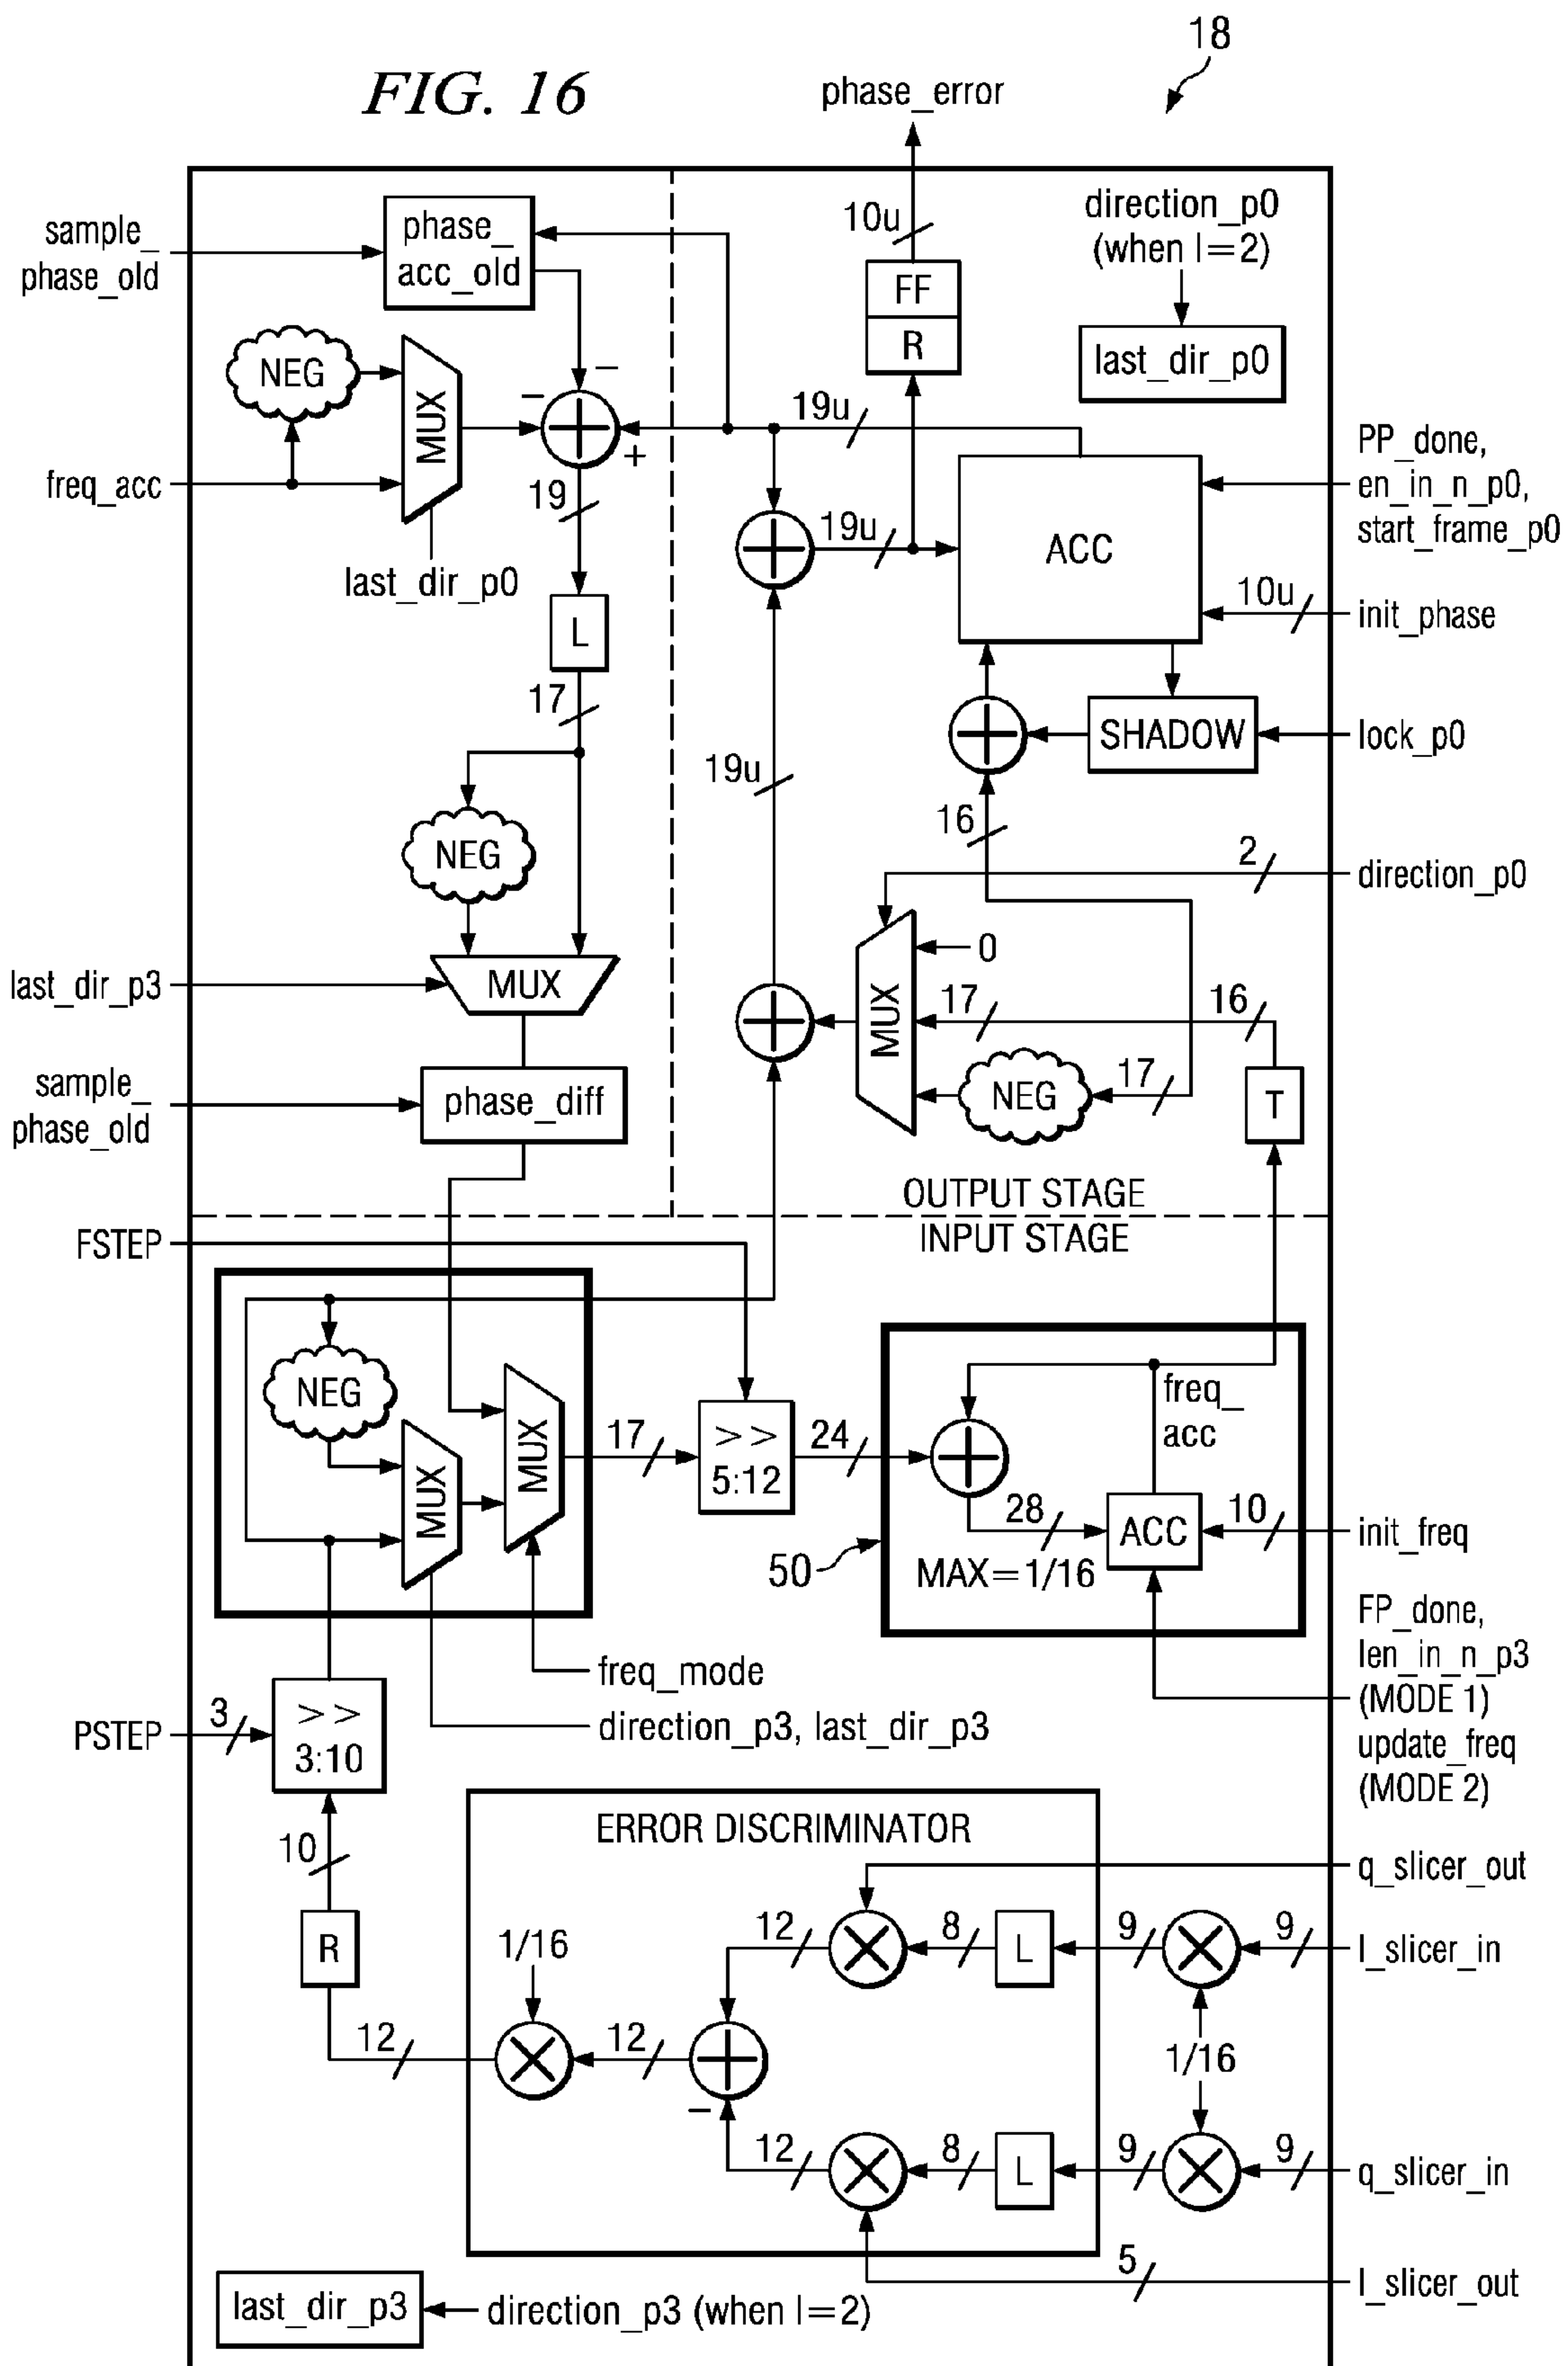 18
FIG. 16
phase_error
sample_
phase_old
phase_
acc_old
10u
direction_p0
(when I=2)
FF
R
last_dir_p0
NEG
MUX
−
−
+
19u
freq_acc
PP_done,
en_in_n_p0,
start_frame_p0
19
19u
ACC
last_dir_p0
10u
init_phase
L
17
SHADOW
lock_p0
19u
16
NEG
2
direction_p0
0
last_dir_p3
MUX
MUX
17
16
sample_
phase_old
phase_diff
NEG
17
T
OUTPUT STAGE
FSTEP
INPUT STAGE
NEG
MUX
MUX
17
>>
5:12
24
freq_
acc
28
ACC
10
init_freq
50
MAX=1/16
FP_done,
len_in_n_p3
(MODE 1)
update_freq
(MODE 2)
freq_mode
PSTEP
3
>>
3:10
direction_p3, last_dir_p3
ERROR DISCRIMINATOR
10
q_slicer_out
R
1/16
12
8
L
9
9
I_slicer_in
12
12
1/16
−
12
8
L
9
9
q_slicer_in
5
I_slicer_out
last_dir_p3
direction_p3 (when I=2)